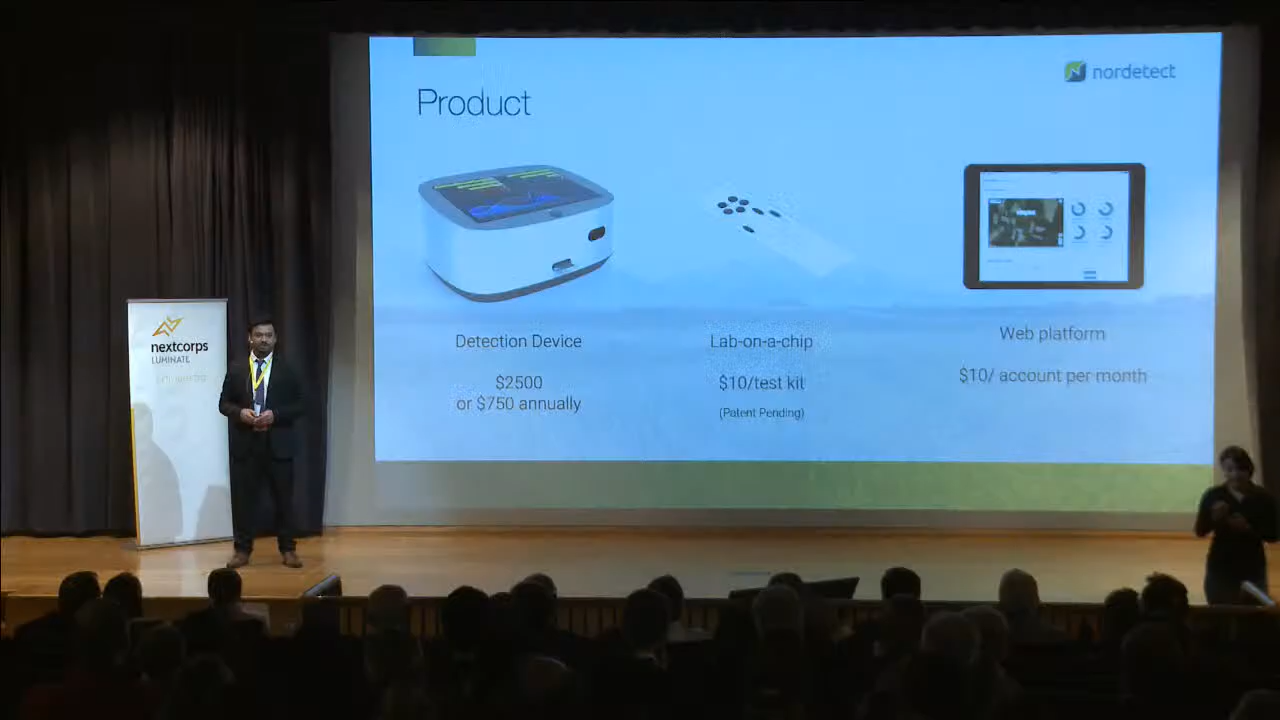 nordetect
Product
Detection Device
$2500
or $750 annually
Lab-on-a-chip
$10/test kit
(Patent Pending)
Web platform
$10/ account per month
nextcorps
LUMINATE